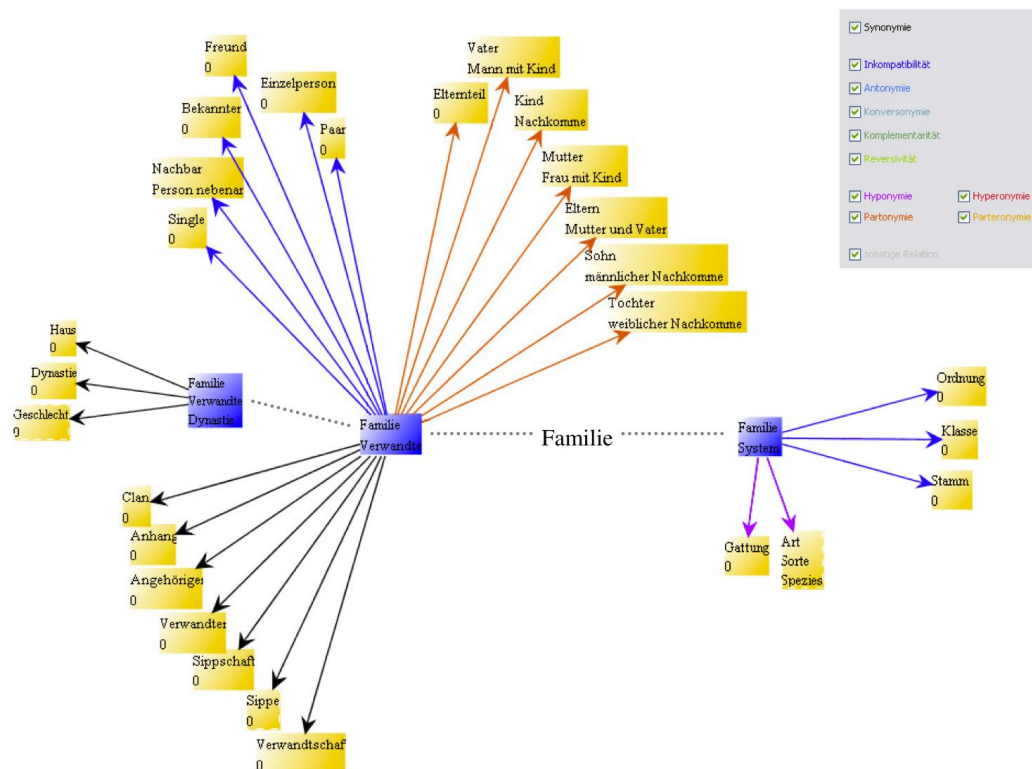 Freund
0
Einzelperson
0
Bekannter
0
Paar
0
Nachbar
Person nebenan
Single
0
Vater
Mann mit Kind
Elternteil
0
Kind
Nachkomme
Mutter
Frau mit Kind
Eltern
Mutter und Vater
Sohn
männlicher Nachkomme
Tochter
weiblicher Nachkomme
Synonymie
Inkompatibilität
Antonymie
Konversonymie
Komplementarität
Reversivität
Hyponymie Hyperonymie
Partonymie Parteronymie
sonstige Relation
Haus
0
Dynastie
0
Geschlecht
0
Familie
Verwandte
Dynastie
Familie
Verwandte
Familie
Familie
System
Ordnung
0
Klasse
0
Stamm
0
Gattung
0
Art
Sorte
Spezies
Clan
0
Anhang
0
Angehöriger
0
Verwandter
0
Sippschaft
0
Sippe
0
Verwandtschaf
0